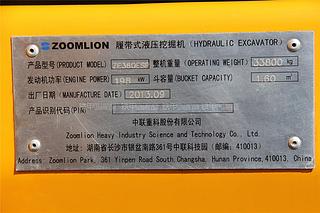 ZOOMLION 履带式液压挖掘机 (HYDRAULIC EXCAVATOR)
产品型号(PRODUCT MODEL) 整机重量(OPERATING WEIGHT) 33800 kg
发动机功率(ENGINE POWER) 198 kW 斗容量(BUCKET CAPACITY) 1.60 m³
出厂日期(MANUFACTURE DATE) 2013.09
产品识别代码(PIN)
中联重科股份有限公司
Zoomlion Heavy Industry Science and Technology Co., Ltd.
地址：湖南省长沙市银盆南路361号中联科技园(邮编：410013)
Address: Zoomlion Park, 361 Yinpen Road South, Changsha, Hunan Province, 410013, China